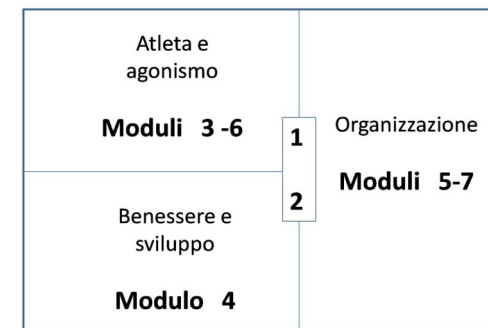 Atleta e
agonismo
Moduli 3 -6
1
2
Organizzazione
Moduli 5-7
Benessere e
sviluppo
Modulo 4